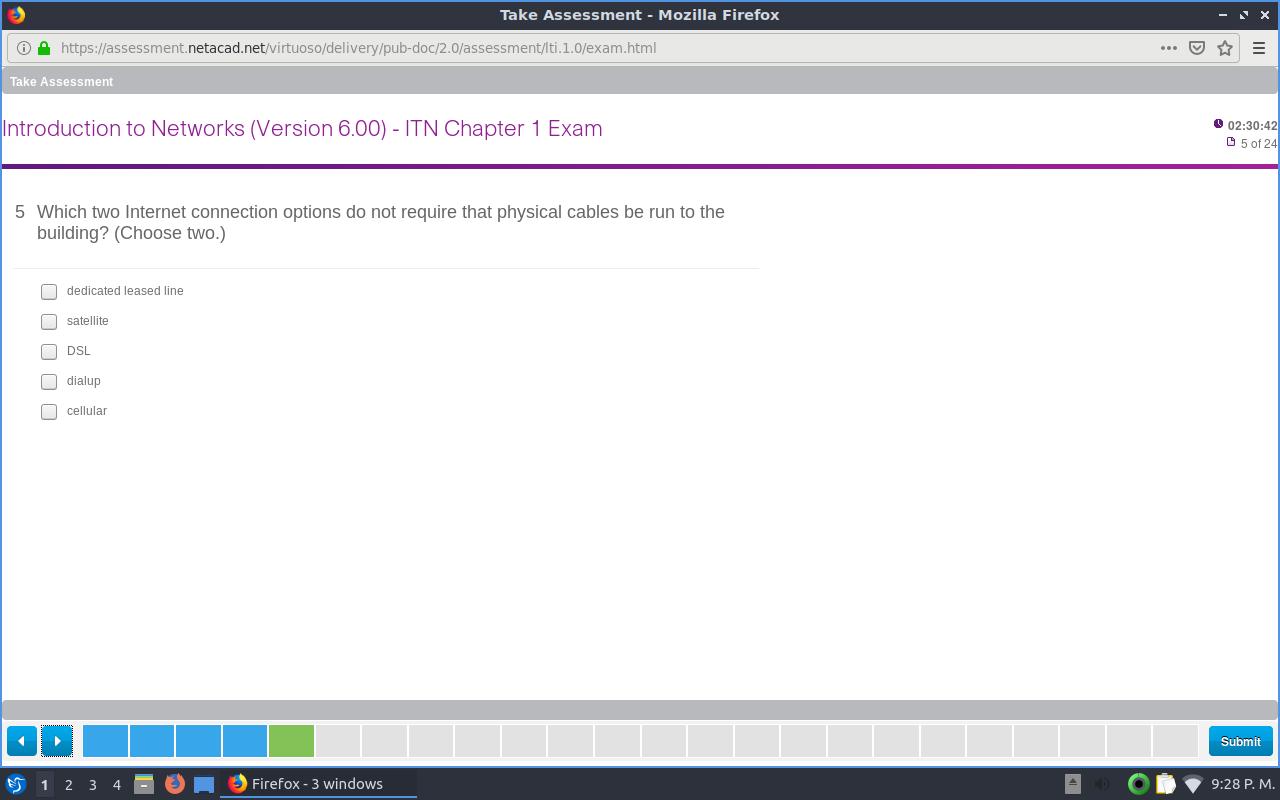 Take Assessment - Mozilla Firefox
https://assessment.netacad.net/virtuoso/delivery/pub-doc/2.0/assessment/lti.1.0/exam.html
Take Assessment
Introduction to Networks (Version 6.00) - ITN Chapter 1 Exam
02:30:42
5 of 24
5 Which two Internet connection options do not require that physical cables be run to the
building? (Choose two.)
dedicated leased line
satellite
DSL
dialup
cellular
Submit
1 2 3 4 Firefox - 3 windows 9:28 P. M.